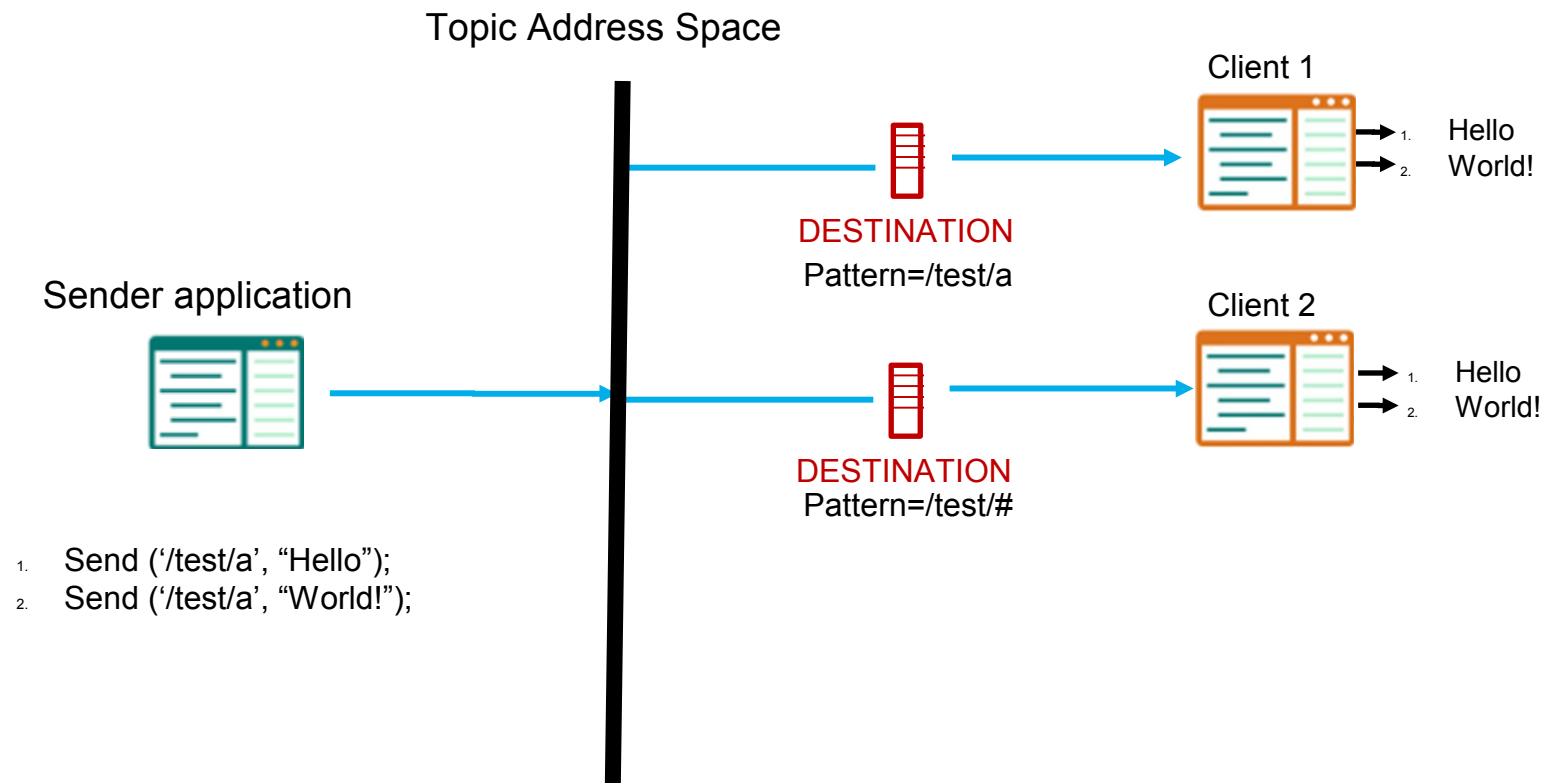 Topic Address Space
Client 1
1. Hello
2. World!
DESTINATION
Pattern=/test/a
Sender application
Client 2
1. Hello
2. World!
DESTINATION
Pattern=/test/#
1. Send (‘/test/a’, “Hello”);
2. Send (‘/test/a’, “World!”);